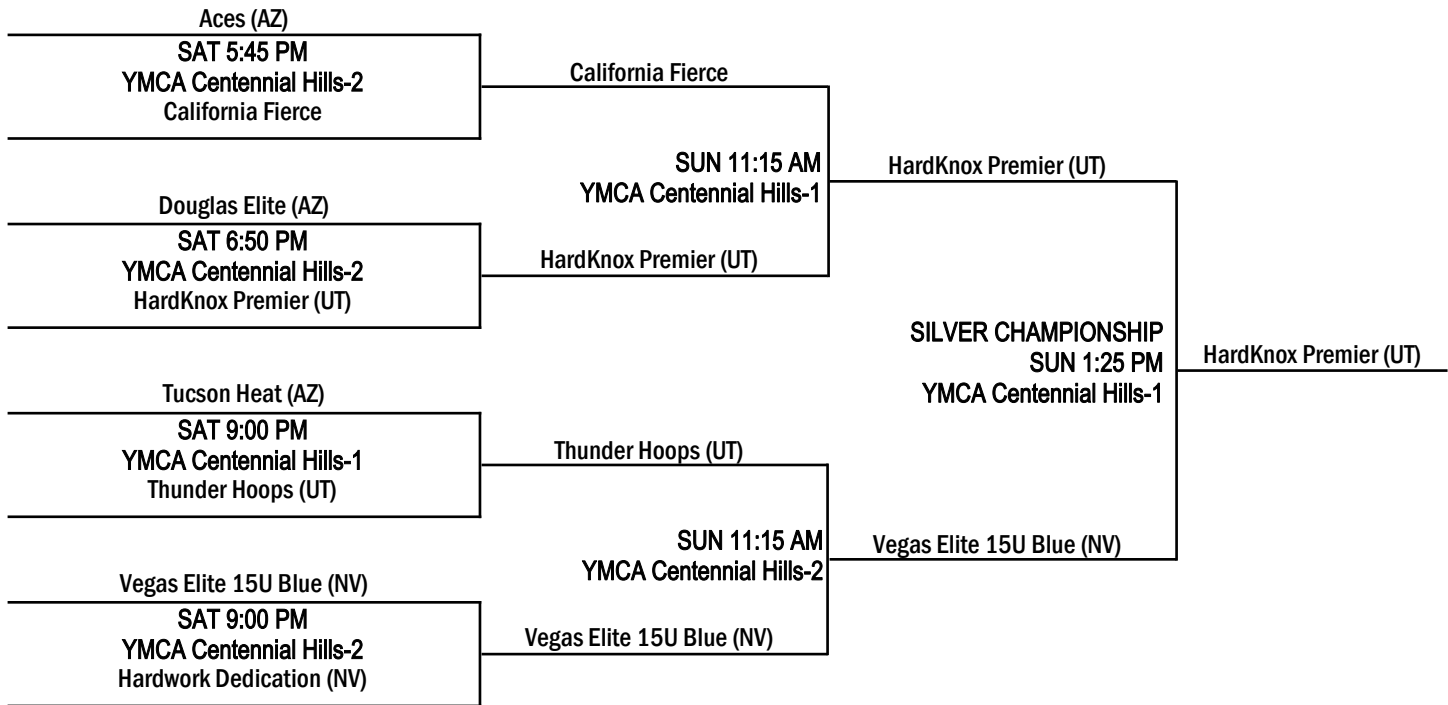 Aces (AZ)
SAT 5:45 PM
YMCA Centennial Hills-2
California Fierce
California Fierce
SUN 11:15 AM
YMCA Centennial Hills-1
HardKnox Premier (UT)
Douglas Elite (AZ)
SAT 6:50 PM
YMCA Centennial Hills-2
HardKnox Premier (UT)
HardKnox Premier (UT)
SILVER CHAMPIONSHIP
SUN 1:25 PM
YMCA Centennial Hills-1
HardKnox Premier (UT)
Tucson Heat (AZ)
SAT 9:00 PM
YMCA Centennial Hills-1
Thunder Hoops (UT)
Thunder Hoops (UT)
SUN 11:15 AM
YMCA Centennial Hills-2
Vegas Elite 15U Blue (NV)
Vegas Elite 15U Blue (NV)
SAT 9:00 PM
YMCA Centennial Hills-2
Hardwork Dedication (NV)
Vegas Elite 15U Blue (NV)